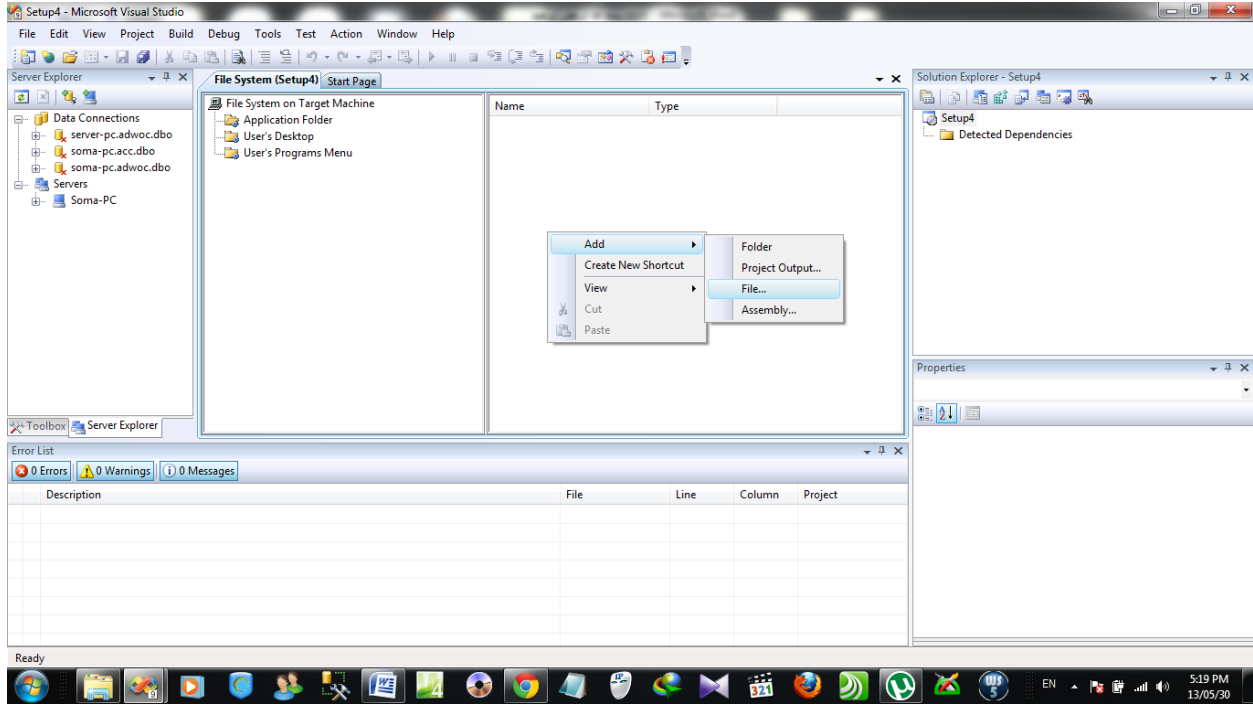 Setup4 - Microsoft Visual Studio
File Edit View Project Build Debug Tools Test Action Window Help
Server Explorer
Data Connections
server-pc.adwoc.dbo
soma-pc.acc.dbo
soma-pc.adwoc.dbo
Servers
Soma-PC
Toolbox Server Explorer
File System (Setup4) Start Page
File System on Target Machine
Application Folder
User's Desktop
User's Programs Menu
Name Type
Add
Create New Shortcut
View
Cut
Paste
Folder
Project Output...
File...
Assembly...
Solution Explorer - Setup4
Setup4
Detected Dependencies
Properties
Error List
0 Errors 0 Warnings 0 Messages
Description File Line Column Project
Ready
EN 5:19 PM
13/05/30